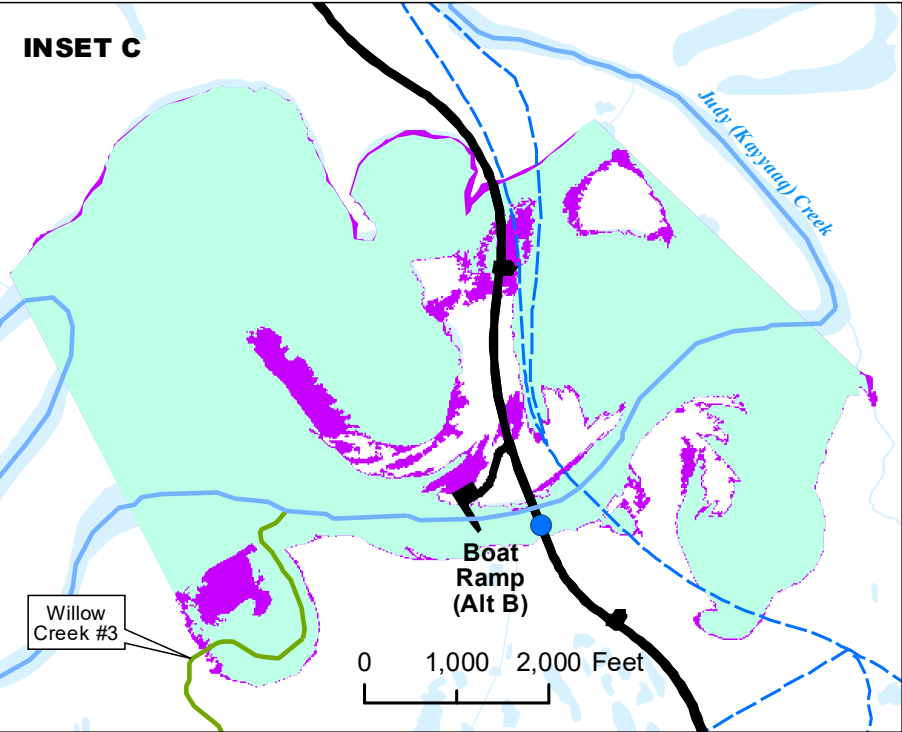 INSET C
Judy (Kayyaaq) Creek
Boat
Ramp
(Alt B)
Willow
Creek #3
0 1,000 2,000 Feet